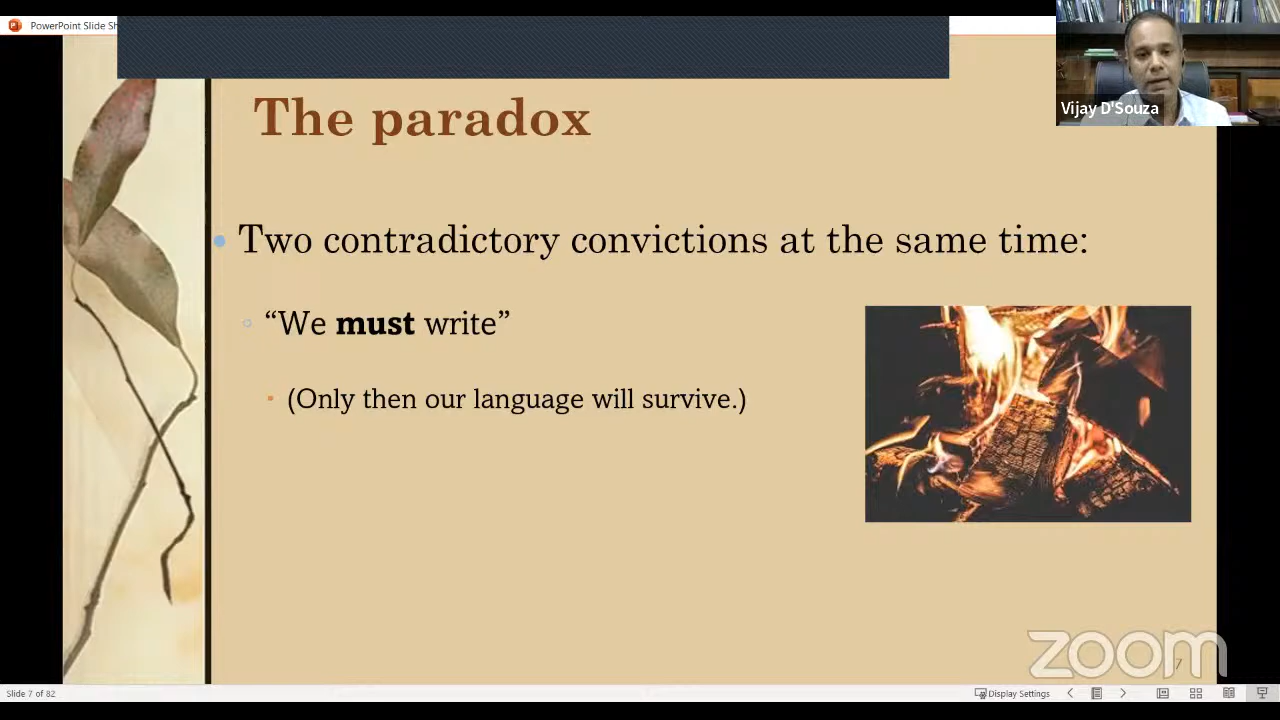 PowerPoint Slide Sh
Vijay D'Souza
The paradox
Two contradictory convictions at the same time:
“We must write”
(Only then our language will survive.)
zoom
7
Slide 7 of 82
Display Settings